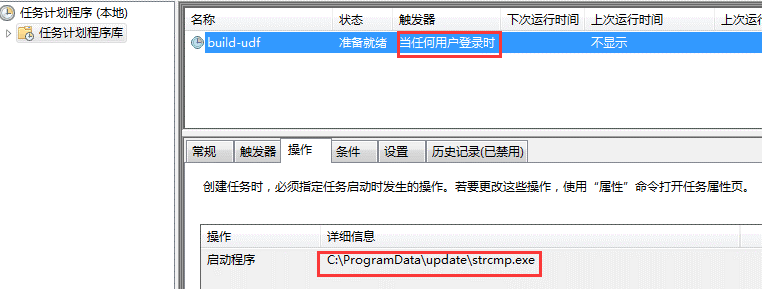 任务计划程序 (本地)
任务计划程序库
名称 状态 触发器 下次运行时间 上次运行时间 上次运
build-udf 准备就绪 当任何用户登录时 不显示
常规 触发器 操作 条件 设置 历史记录(已禁用)
创建任务时，必须指定任务启动时发生的操作。若要更改这些操作，使用“属性”命令打开任务属性页。
操作 详细信息
启动程序 C:\ProgramData\update\strcmp.exe